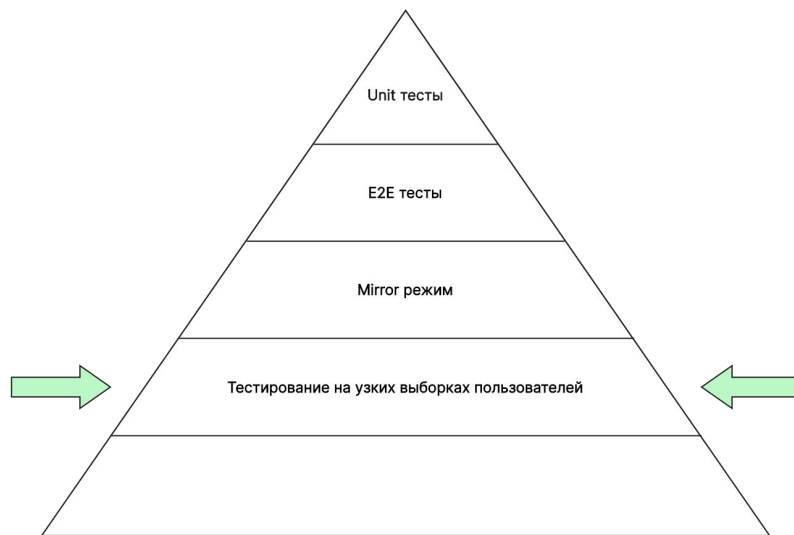 Unit тесты
E2E тесты
Mirror режим
Тестирование на узких выборках пользователей